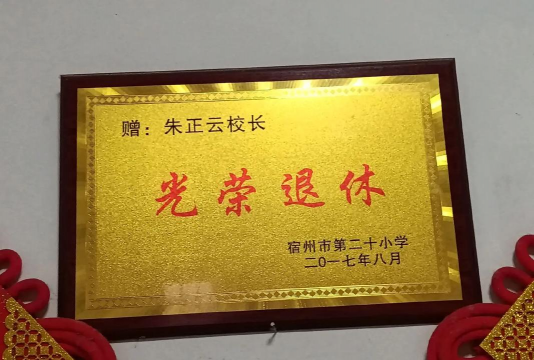 赠：朱正云校长
光荣退休
宿州市第二十小学
二0一七年八月